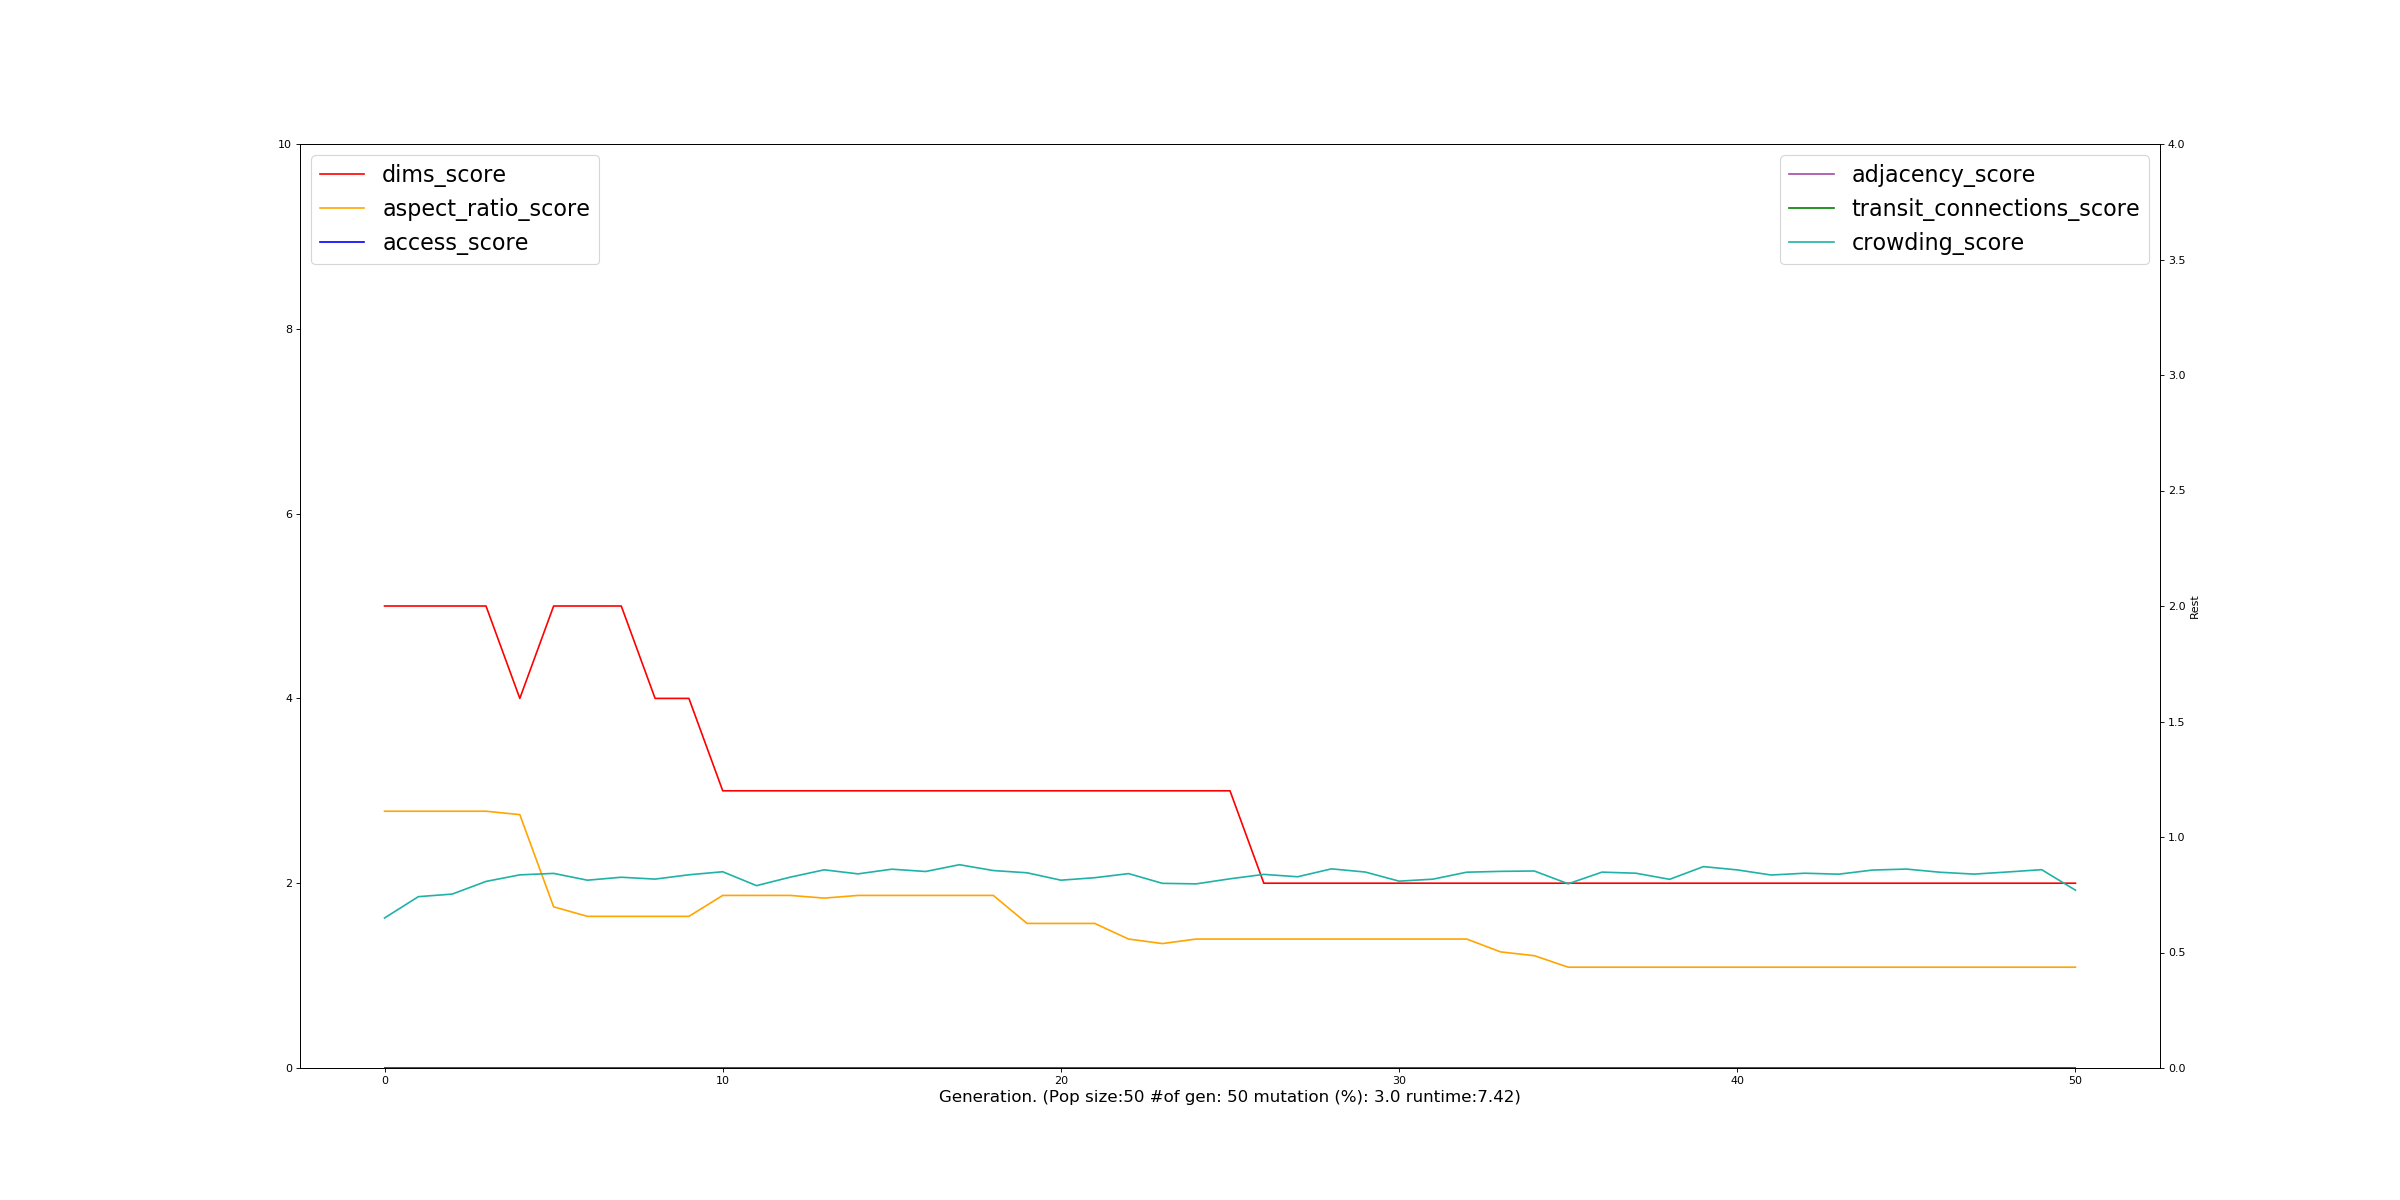 dims_score
aspect_ratio_score
access_score
adjacency_score
transit_connections_score
crowding_score
10
8
6
4
2
0
4.0
3.5
3.0
2.5
2.0
1.5
1.0
0.5
0.0
Rest
0 10 20 30 40 50
Generation. (Pop size:50 #of gen: 50 mutation (%): 3.0 runtime:7.42)